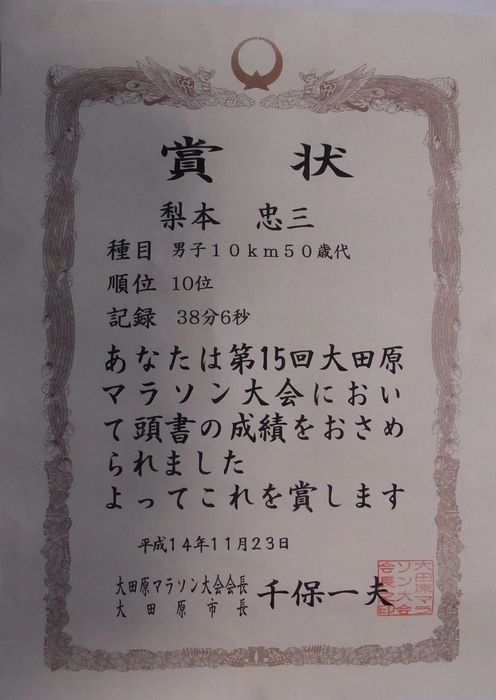 賞状
梨本 忠三
種目 男子10km50歳代
順位 10位
記録 38分6秒
あなたは第15回大田原
マラソン大会におい
て頭書の成績をおさめ
られました
よってこれを賞します
平成14年11月23日
大田原マラソン大会会長
大田原市長
千保一夫
大田原マラ
ソン大会
会長印